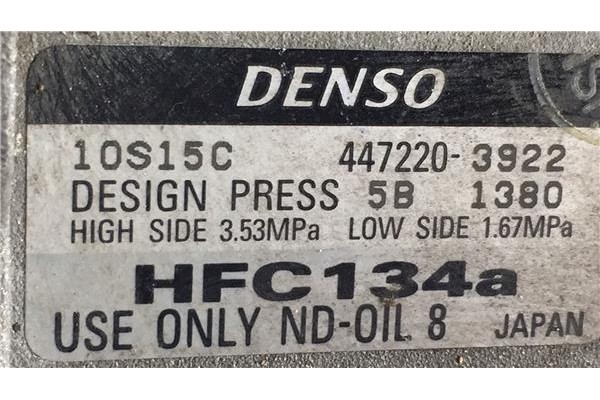 DENSO
10S15C 447220-3922
DESIGN PRESS 5B 1380
HIGH SIDE 3.53MPa LOW SIDE 1.67MPa
HFC134a
USE ONLY ND-OIL 8 JAPAN